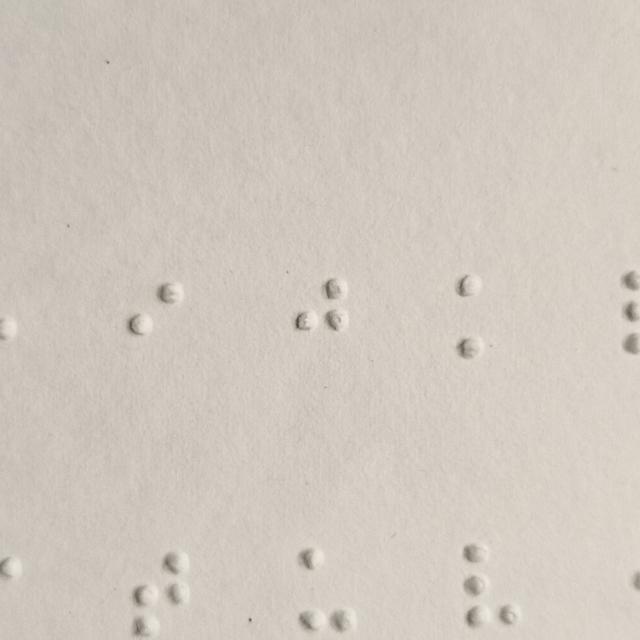 ⠊ ⠚ ⠅
⠞ ⠥ ⠧